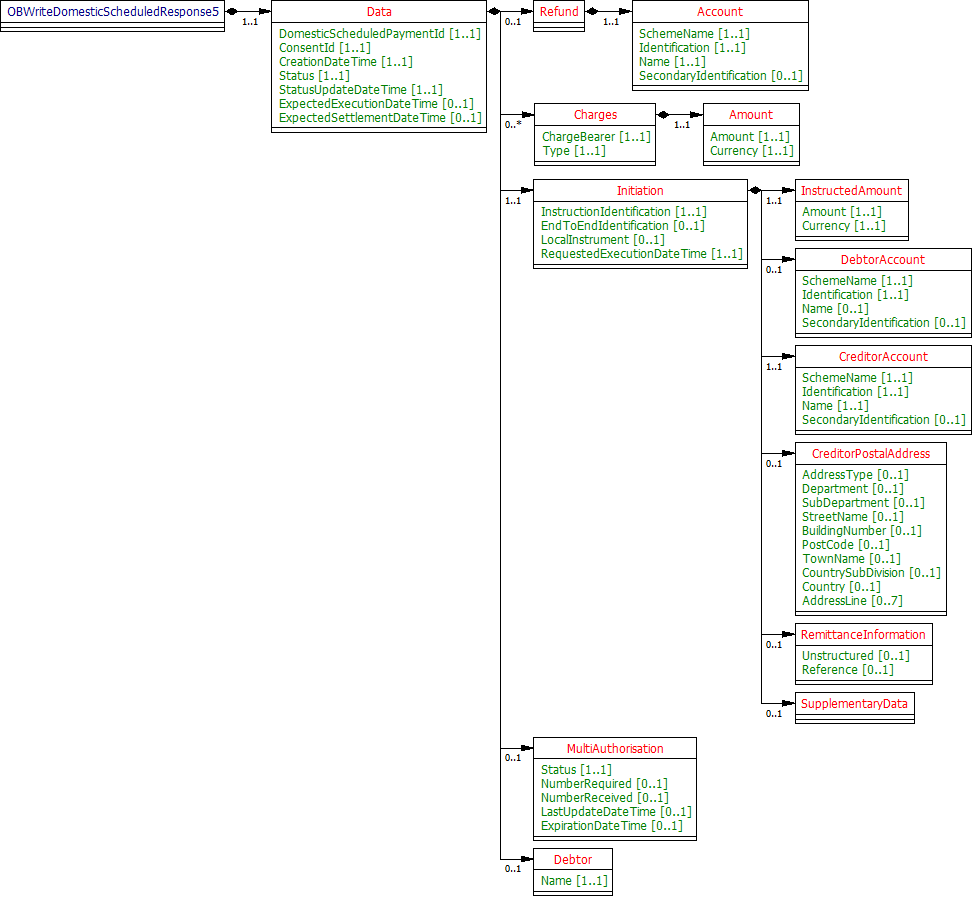 OBWriteDomesticScheduledResponse5
1..1
Data
DomesticScheduledPaymentId [1..1]
ConsentId [1..1]
CreationDateTime [1..1]
Status [1..1]
StatusUpdateDateTime [1..1]
ExpectedExecutionDateTime [0..1]
ExpectedSettlementDateTime [0..1]
0..1
Refund
1..1
Account
SchemeName [1..1]
Identification [1..1]
Name [1..1]
SecondaryIdentification [0..1]
0..*
Charges
ChargeBearer [1..1]
Type [1..1]
1..1
Amount
Amount [1..1]
Currency [1..1]
1..1
Initiation
InstructionIdentification [1..1]
EndToEndIdentification [0..1]
LocalInstrument [0..1]
RequestedExecutionDateTime [1..1]
1..1
InstructedAmount
Amount [1..1]
Currency [1..1]
0..1
DebtorAccount
SchemeName [1..1]
Identification [1..1]
Name [0..1]
SecondaryIdentification [0..1]
1..1
CreditorAccount
SchemeName [1..1]
Identification [1..1]
Name [1..1]
SecondaryIdentification [0..1]
0..1
CreditorPostalAddress
AddressType [0..1]
Department [0..1]
SubDepartment [0..1]
StreetName [0..1]
BuildingNumber [0..1]
PostCode [0..1]
TownName [0..1]
CountrySubDivision [0..1]
Country [0..1]
AddressLine [0..7]
0..1
RemittanceInformation
Unstructured [0..1]
Reference [0..1]
0..1
SupplementaryData
0..1
MultiAuthorisation
Status [1..1]
NumberRequired [0..1]
NumberReceived [0..1]
LastUpdateDateTime [0..1]
ExpirationDateTime [0..1]
0..1
Debtor
Name [1..1]